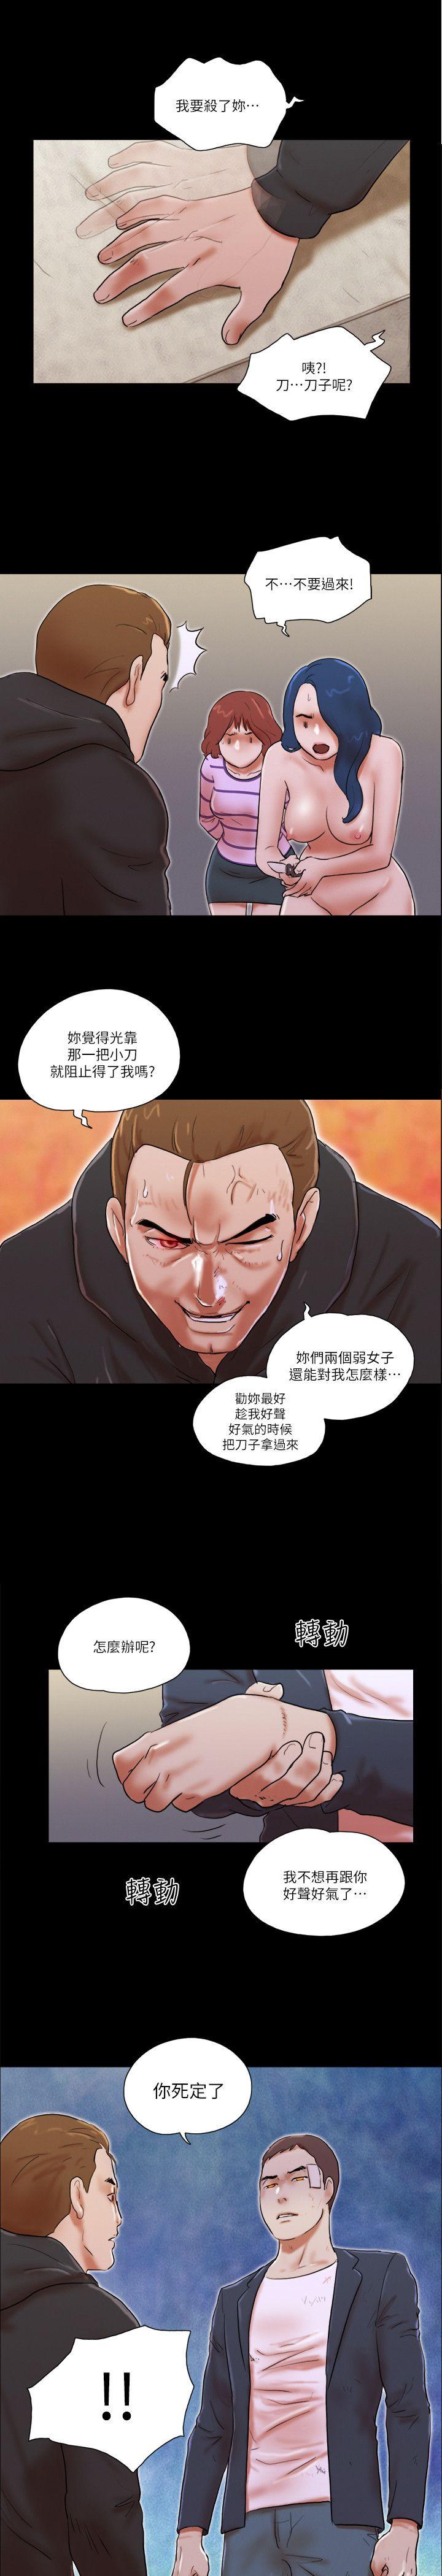 我要殺了妳…
咦?!
刀…刀子呢?
不…不要過來!
妳覺得光靠
那一把小刀
就阻止得了我嗎?
妳們兩個弱女子
還能對我怎麼樣…
勸妳最好
趁我好聲
好氣的時候
把刀子拿過來
轉動
怎麼辦呢?
轉動
我不想再跟你
好聲好氣了…
你死定了
!!